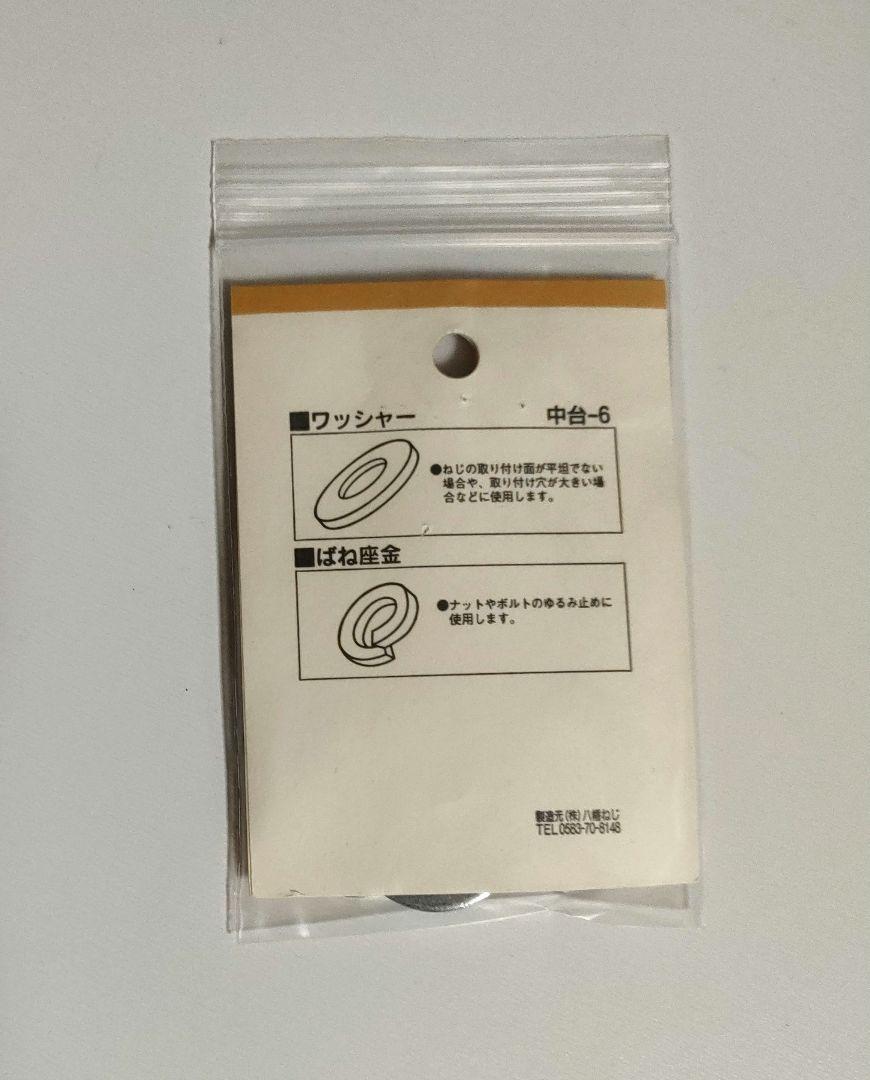 ■ワッシャー 中台-6
●ねじの取り付け面が平坦でない
場合や、取り付け穴が大きい場
合などに使用します。
■ばね座金
●ナットやボルトのゆるみ止めに
使用します。
製造元(株)八幡ねじ
TEL0583-70-8148